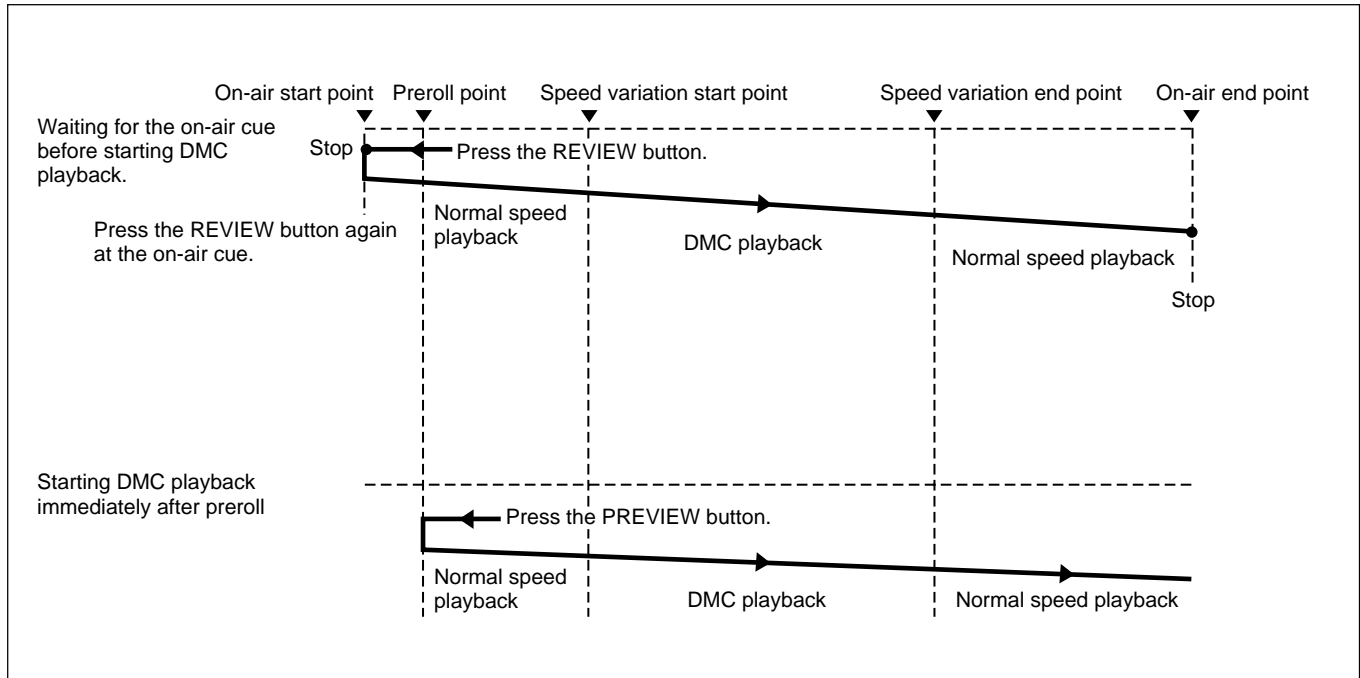 On-air start point Preroll point Speed variation start point Speed variation end point On-air end point
Waiting for the on-air cue
before starting DMC
playback.
Stop
Press the REVIEW button.
Press the REVIEW button again
at the on-air cue.
Normal speed
playback
DMC playback
Normal speed playback
Stop
Starting DMC playback
immediately after preroll
Press the PREVIEW button.
Normal speed
playback
DMC playback
Normal speed playback